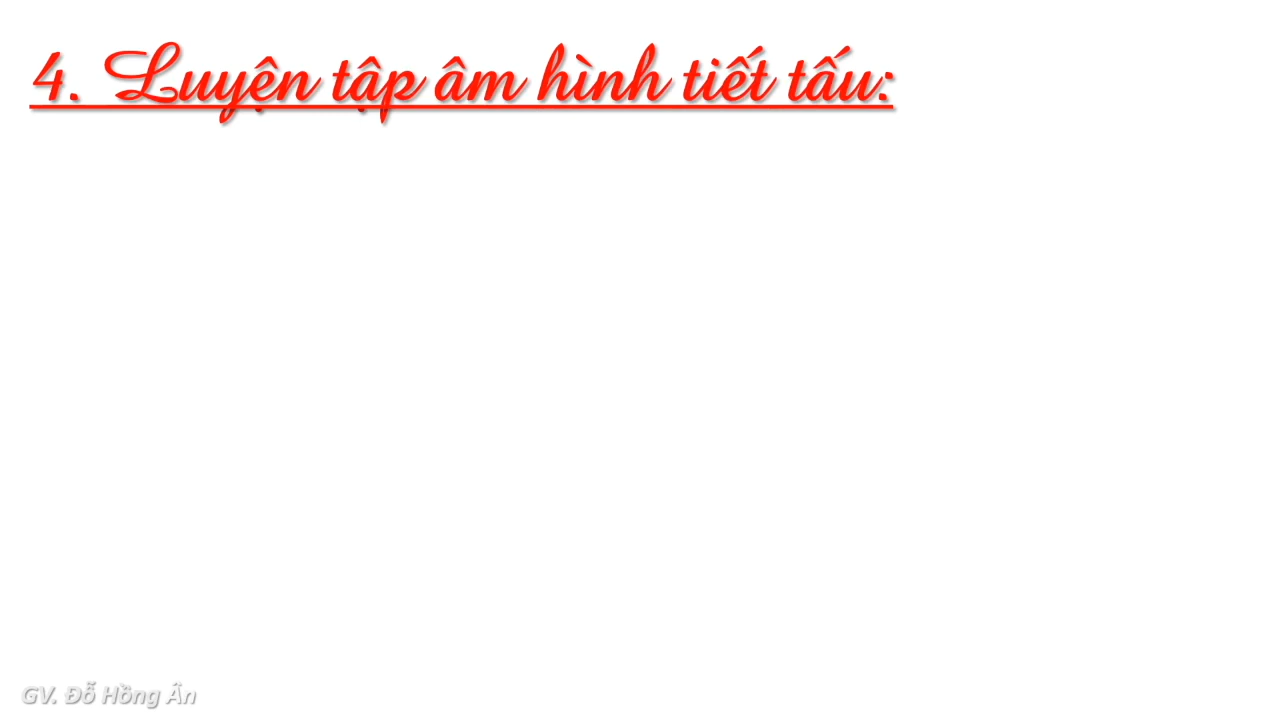 4. Luyện tập âm hình tiết tấu:
GV. Đỗ Hồng Ân